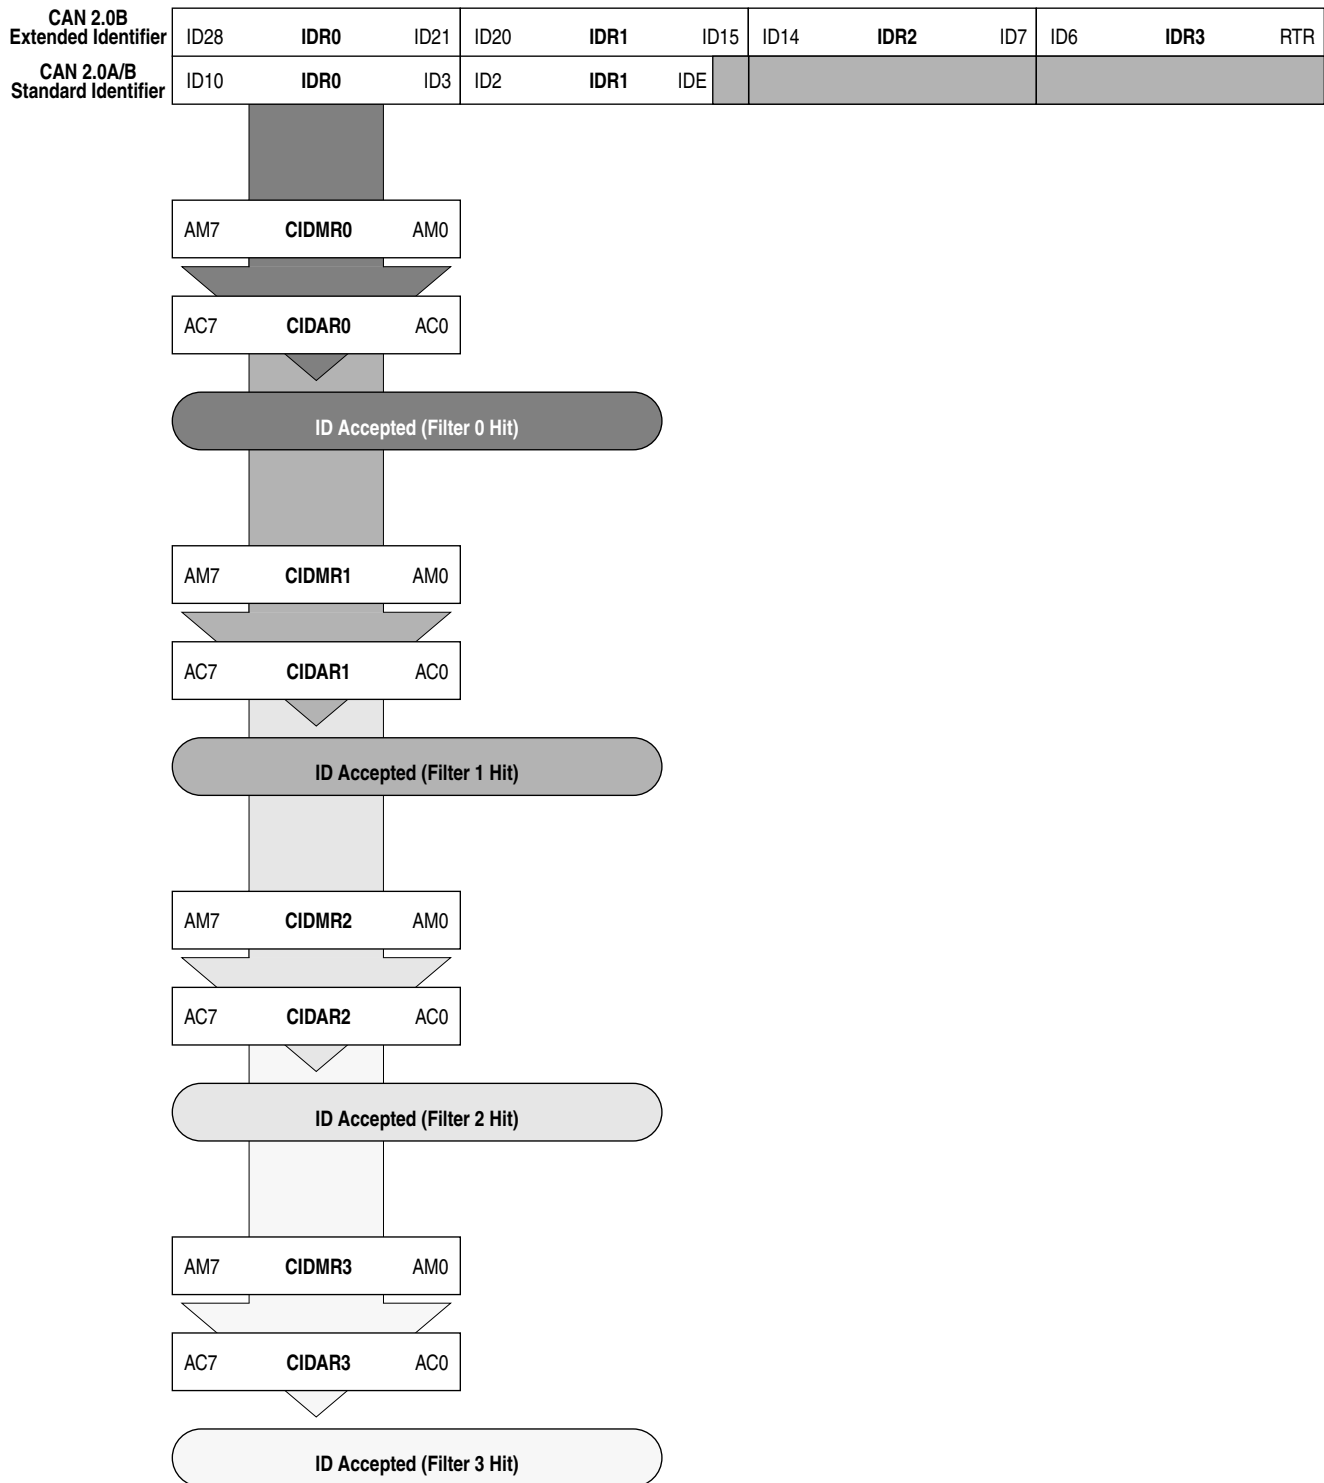 CAN 2.0B
Extended Identifier
ID28 IDR0 ID21 ID20 IDR1 ID15 ID14 IDR2 ID7 ID6 IDR3 RTR
CAN 2.0A/B
Standard Identifier
ID10 IDR0 ID3 ID2 IDR1 IDE
AM7 CIDMR0 AM0
AC7 CIDAR0 AC0
ID Accepted (Filter 0 Hit)
AM7 CIDMR1 AM0
AC7 CIDAR1 AC0
ID Accepted (Filter 1 Hit)
AM7 CIDMR2 AM0
AC7 CIDAR2 AC0
ID Accepted (Filter 2 Hit)
AM7 CIDMR3 AM0
AC7 CIDAR3 AC0
ID Accepted (Filter 3 Hit)